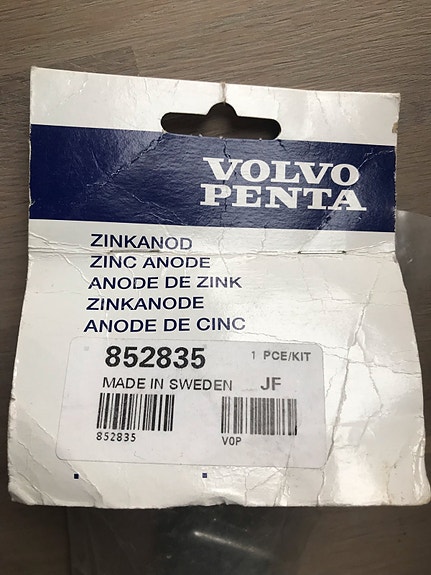 VOLVO
PENTA
ZINKANOD
ZINC ANODE
ANODE DE ZINK
ZINKANODE
ANODE DE CINC
852835 1 PCE/KIT
MADE IN SWEDEN JF
852835 V0P